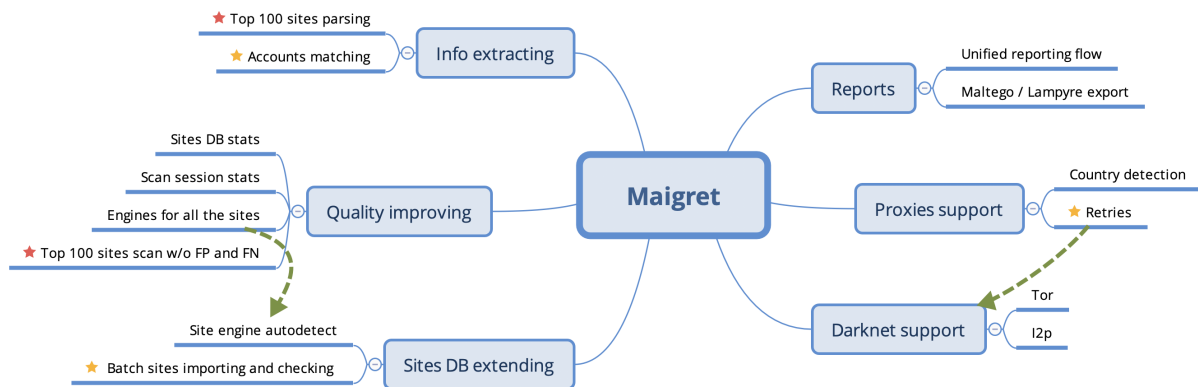 Top 100 sites parsing
Accounts matching
Info extracting
Unified reporting flow
Maltego / Lampyre export
Reports
Maigret
Sites DB stats
Scan session stats
Engines for all the sites
Top 100 sites scan w/o FP and FN
Quality improving
Country detection
Retries
Proxies support
Site engine autodetect
Batch sites importing and checking
Sites DB extending
Tor
I2p
Darknet support